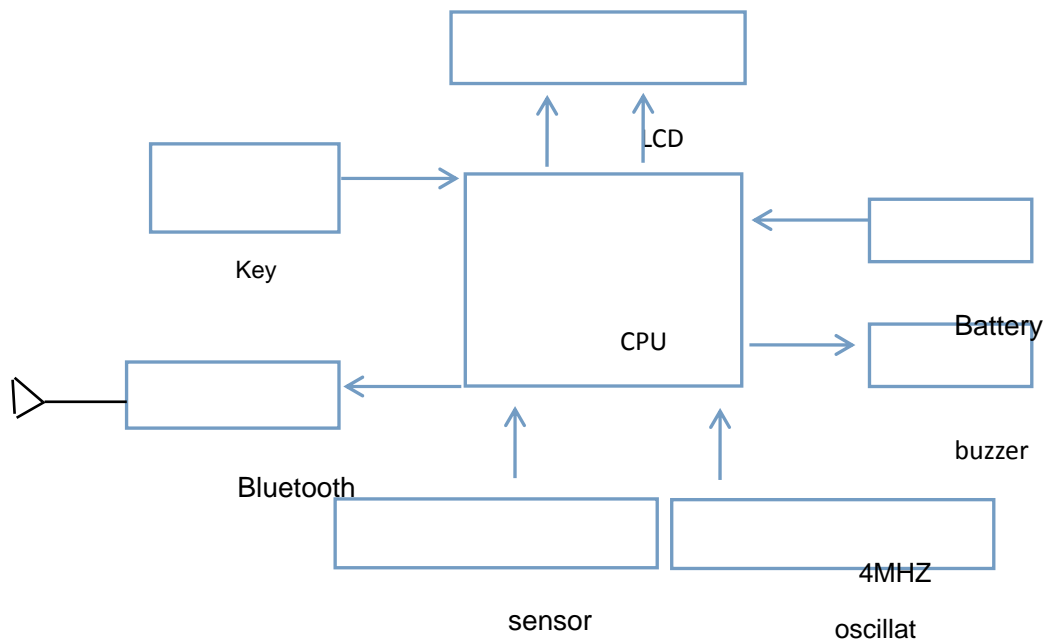 LCD
Key
Battery
CPU
buzzer
Bluetooth
4MHZ
sensor
oscillat